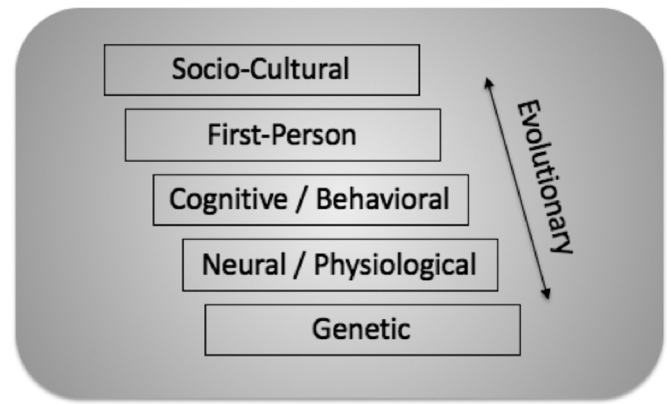 Socio-Cultural
First-Person
Cognitive / Behavioral
Neural / Physiological
Genetic
Evolutionary